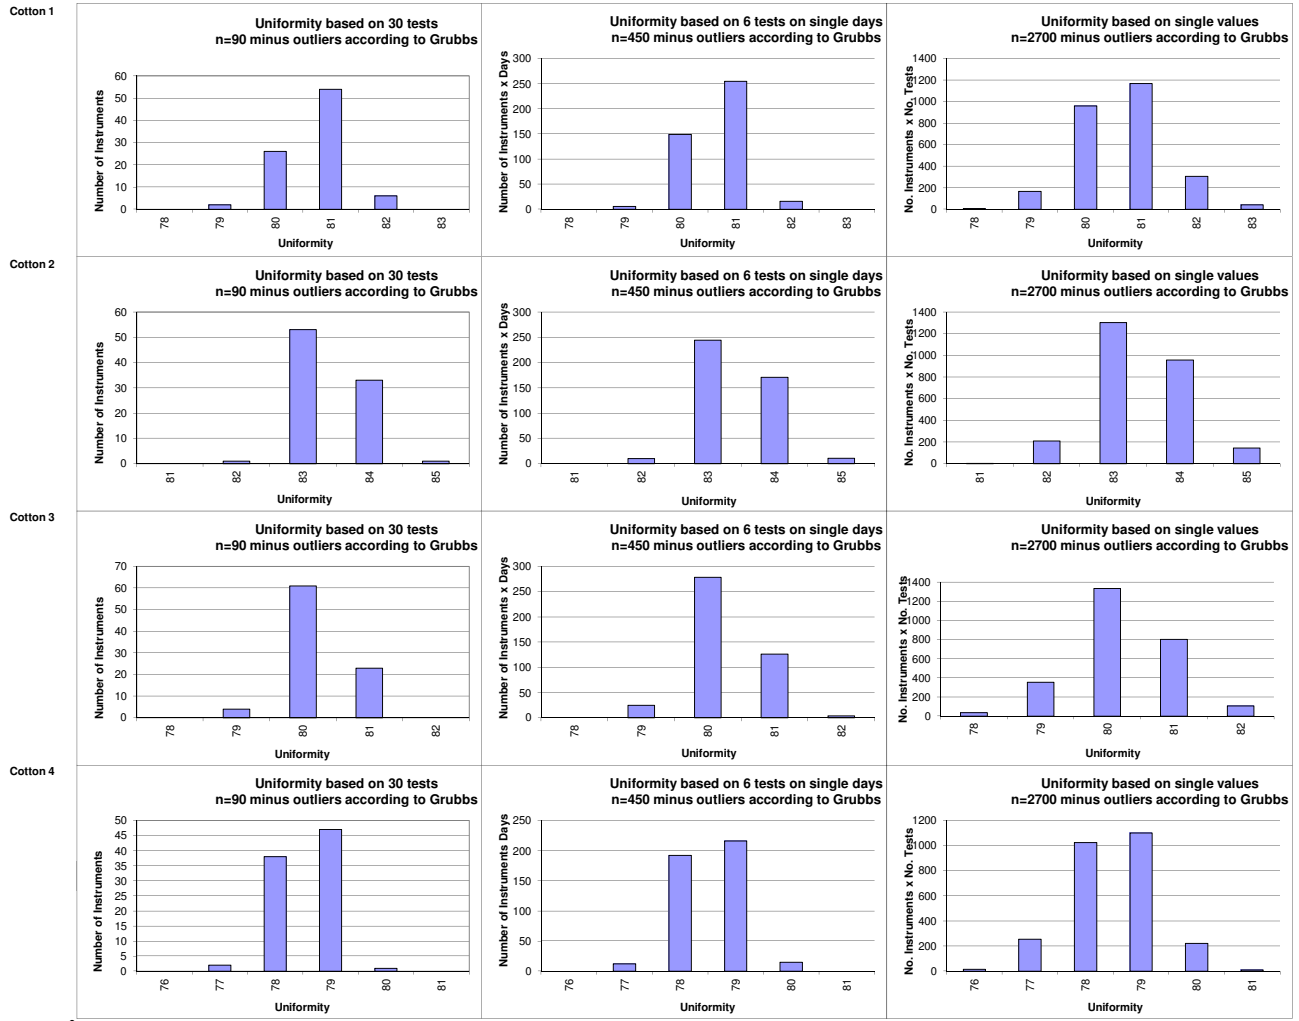 Cotton 1
Uniformity based on 30 tests
n=90 minus outliers according to Grubbs
Number of Instruments
60
50
40
30
20
10
0
78 79 80 81 82 83
Uniformity
Uniformity based on 6 tests on single days
n=450 minus outliers according to Grubbs
Number of Instruments x Days
300
250
200
150
100
50
0
78 79 80 81 82 83
Uniformity
Uniformity based on single values
n=2700 minus outliers according to Grubbs
No. Instruments x No. Tests
1400
1200
1000
800
600
400
200
0
78 79 80 81 82 83
Uniformity
Cotton 2
Uniformity based on 30 tests
n=90 minus outliers according to Grubbs
Number of Instruments
60
50
40
30
20
10
0
81 82 83 84 85
Uniformity
Uniformity based on 6 tests on single days
n=450 minus outliers according to Grubbs
Number of Instruments x Days
300
250
200
150
100
50
0
81 82 83 84 85
Uniformity
Uniformity based on single values
n=2700 minus outliers according to Grubbs
No. Instruments x No. Tests
1400
1200
1000
800
600
400
200
0
81 82 83 84 85
Uniformity
Cotton 3
Uniformity based on 30 tests
n=90 minus outliers according to Grubbs
Number of Instruments
70
60
50
40
30
20
10
0
78 79 80 81 82
Uniformity
Uniformity based on 6 tests on single days
n=450 minus outliers according to Grubbs
Number of Instruments x Days
300
250
200
150
100
50
0
78 79 80 81 82
Uniformity
Uniformity based on single values
n=2700 minus outliers according to Grubbs
No. Instruments x No. Tests
1400
1200
1000
800
600
400
200
0
78 79 80 81 82
Uniformity
Cotton 4
Uniformity based on 30 tests
n=90 minus outliers according to Grubbs
Number of Instruments
50
45
40
35
30
25
20
15
10
5
0
76 77 78 79 80 81
Uniformity
Uniformity based on 6 tests on single days
n=450 minus outliers according to Grubbs
Number of Instruments Days
250
200
150
100
50
0
76 77 78 79 80 81
Uniformity
Uniformity based on single values
n=2700 minus outliers according to Grubbs
No. Instruments x No. Tests
1200
1000
800
600
400
200
0
76 77 78 79 80 81
Uniformity